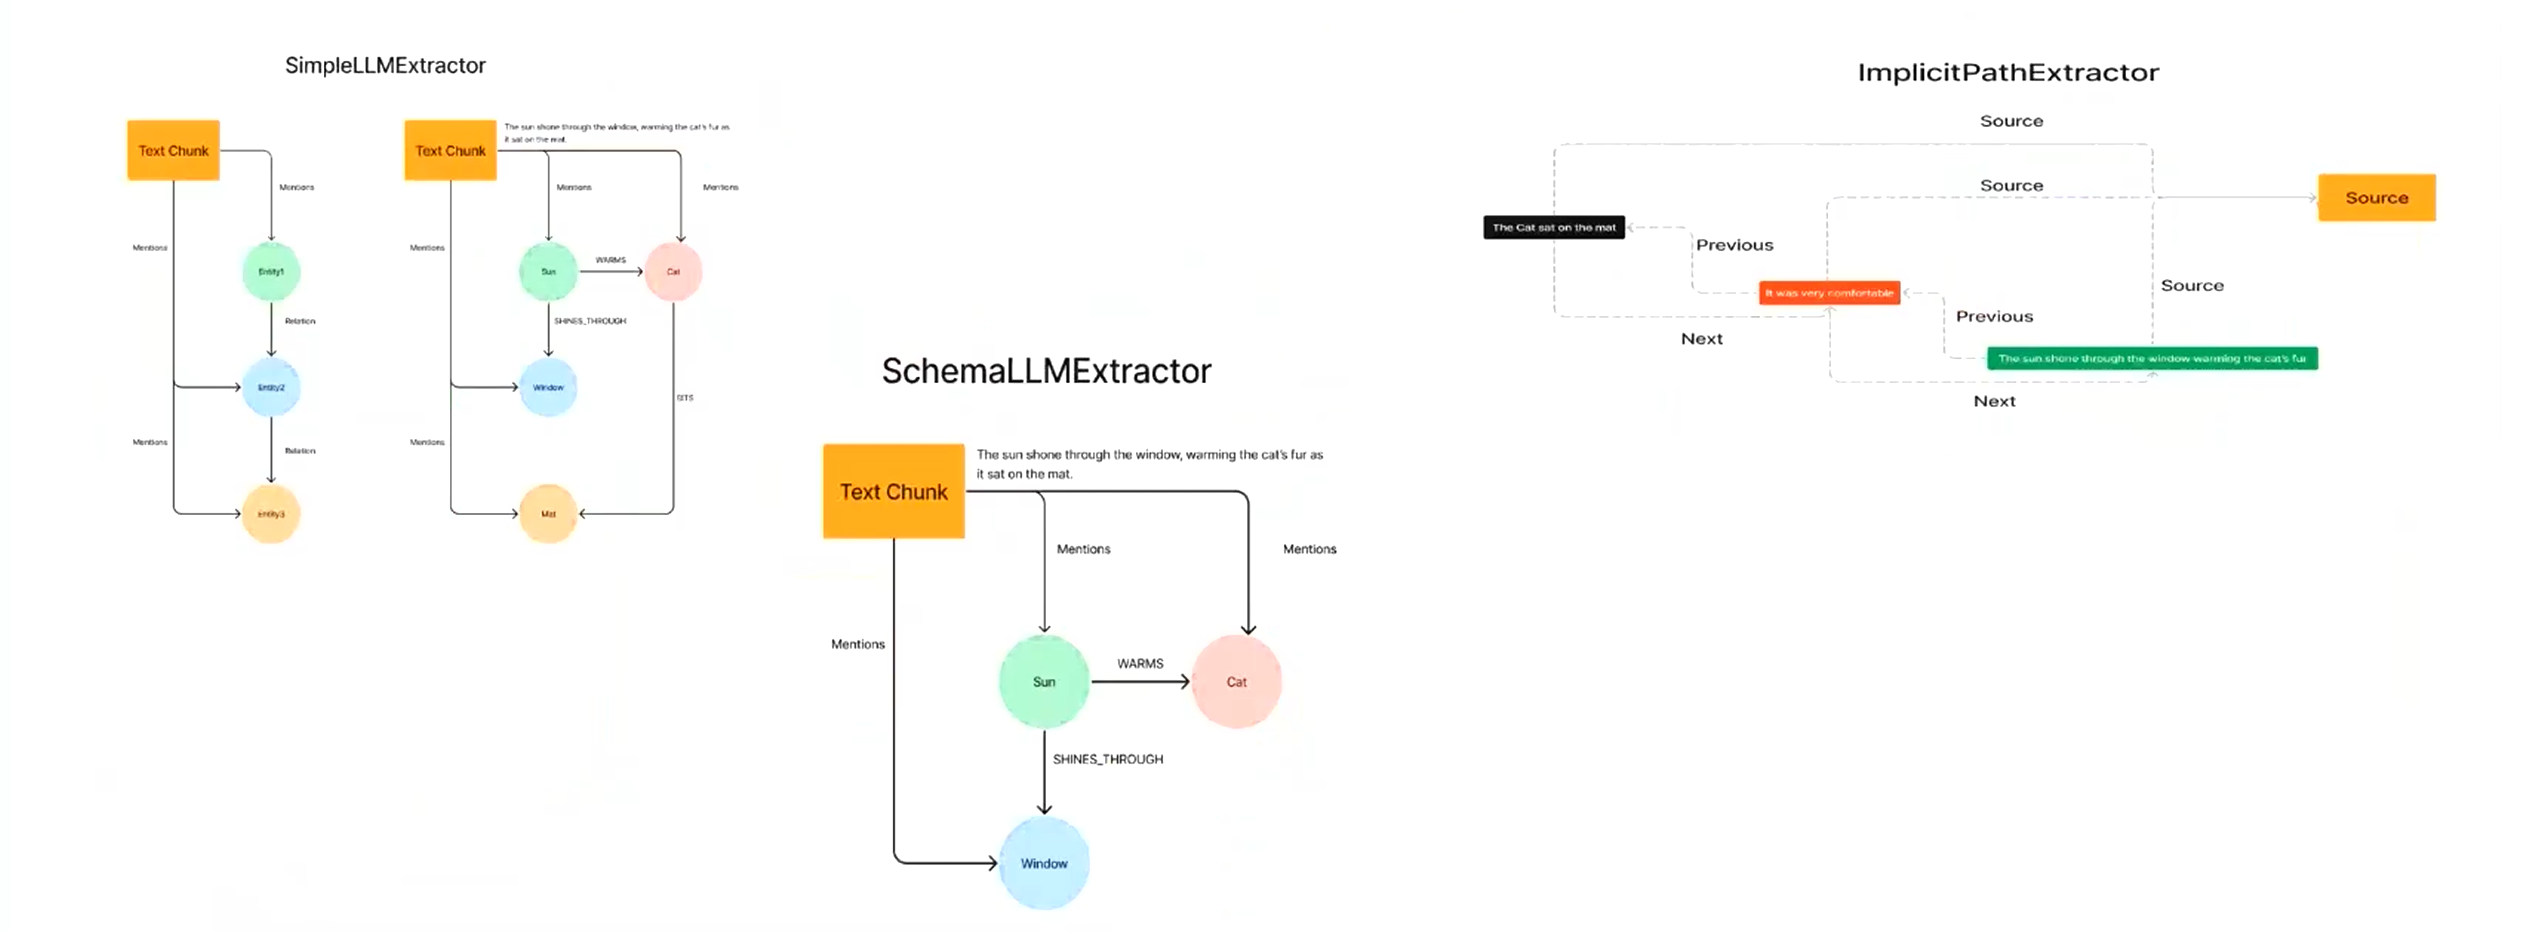 SimpleLLMExtractor
Text Chunk
Mentions
Mentions
Entity1
Relation
Entity2
Mentions
Relation
Entity3
Text Chunk
The sun shone through the window, warming the cat's fur as
it sat on the mat.
Mentions
Mentions
Mentions
Sun
WARMS
Cat
SHINES_THROUGH
Window
SITS
Mentions
Mat
SchemaLLMExtractor
Text Chunk
The sun shone through the window, warming the cat's fur as
it sat on the mat.
Mentions
Mentions
Mentions
Sun
WARMS
Cat
SHINES_THROUGH
Window
ImplicitPathExtractor
Source
Source
Source
The Cat sat on the mat
Previous
It was very comfortable
Source
Previous
Next
The sun shone through the window warming the cat's fur
Next